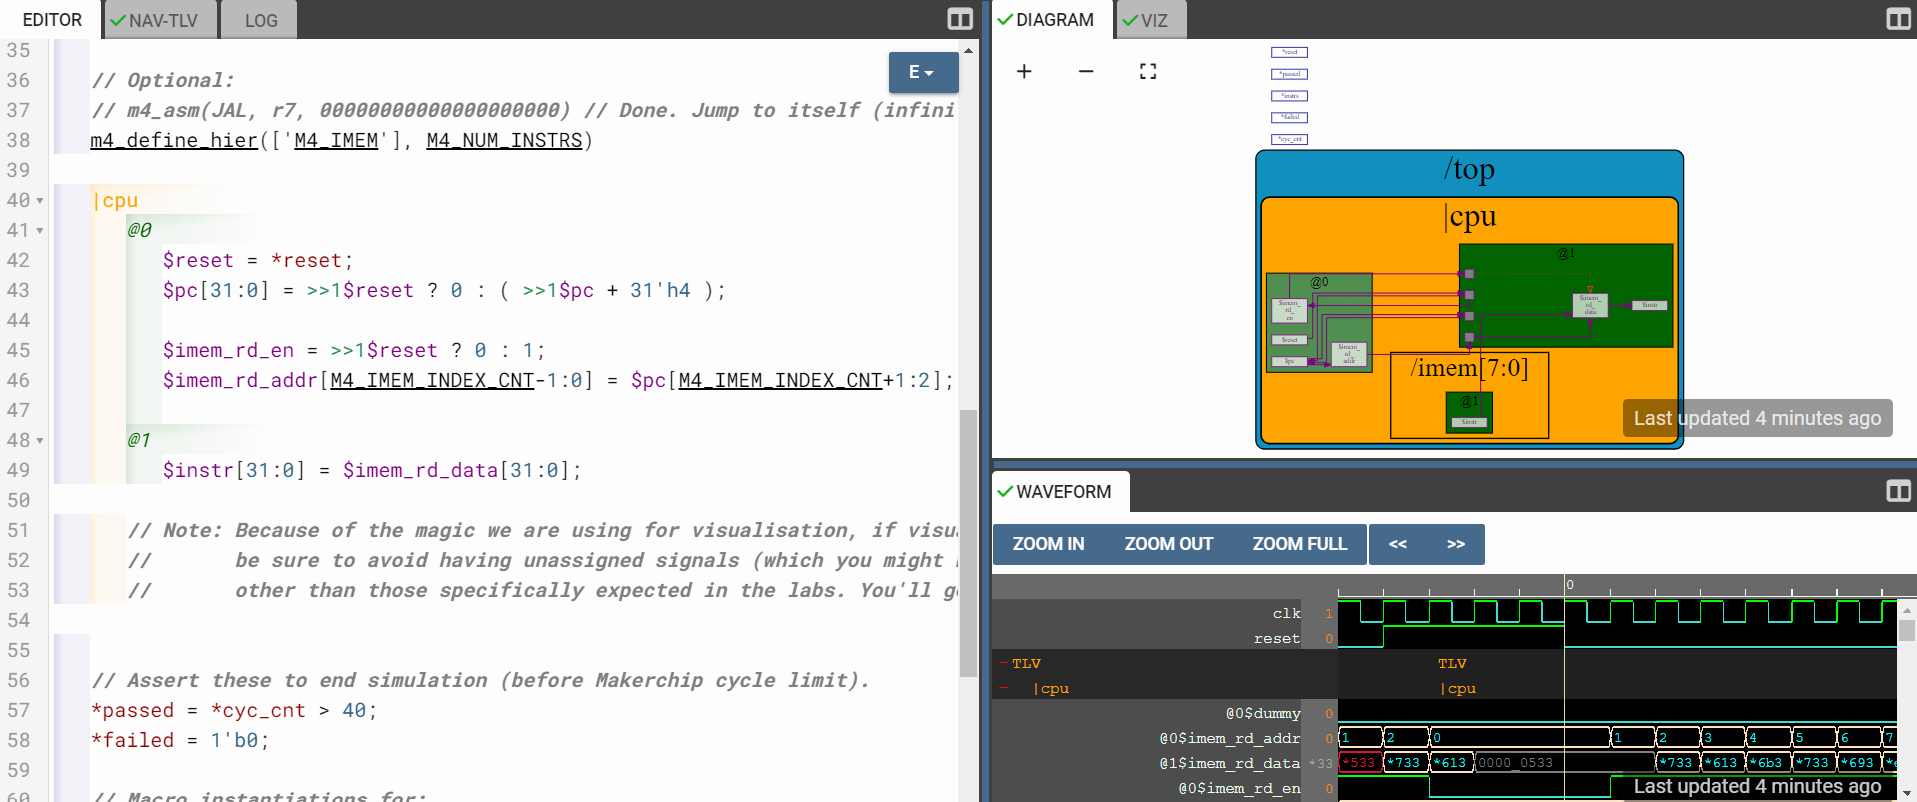 EDITOR
NAV-TLV
LOG
E
35
36 // Optional:
37 // m4_asm(JAL, r7, 00000000000000000000) // Done. Jump to itself (infini
38 m4_define_hier(['M4_IMEM'], M4_NUM_INSTRS)
39
40 |cpu
41 @0
42 $reset = *reset;
43 $pc[31:0] = >>1$reset ? 0 : ( >>1$pc + 31'h4 );
44
45 $imem_rd_en = >>1$reset ? 0 : 1;
46 $imem_rd_addr[M4_IMEM_INDEX_CNT-1:0] = $pc[M4_IMEM_INDEX_CNT+1:2];
47
48 @1
49 $instr[31:0] = $imem_rd_data[31:0];
50
51 // Note: Because of the magic we are using for visualisation, if visu
52 // be sure to avoid having unassigned signals (which you might
53 // other than those specifically expected in the labs. You'll g
54
55
56 // Assert these to end simulation (before Makerchip cycle limit).
57 *passed = *cyc_cnt > 40;
58 *failed = 1'b0;
59
60 // Macro instantiations for:
DIAGRAM
VIZ
*reset
*passed
*instrs
*failed
*cyc_cnt
/top
|cpu
@1
@0
$imem_
rd_
en
$reset
$pc
$imem_
rd_
addr
$imem_
rd_
data
$instr
/imem[7:0]
@1
$instr
Last updated 4 minutes ago
WAVEFORM
ZOOM IN ZOOM OUT ZOOM FULL << >>
0
clk 1
reset 0
TLV TLV
|cpu |cpu
@0$dummy 0
@0$imem_rd_addr 0 1 2 0 1 2 3 4 5 6 7
@1$imem_rd_data *33 *533 *733 *613 0000_0533 *733 *613 *6b3 *733 *693
@0$imem_rd_en 0
Last updated 4 minutes ago